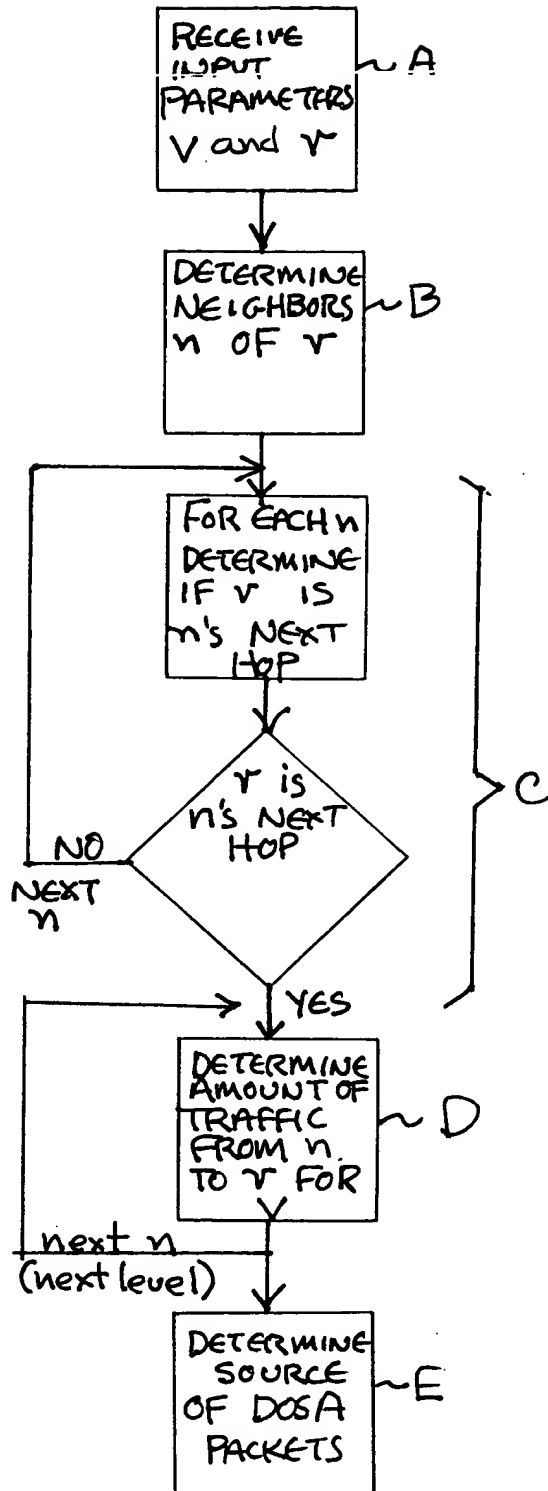 RECEIVE
INPUT
PARAMETERS
V and r
A
DETERMINE
NEIGHBORS
n OF r
B
FOR EACH n
DETERMINE
IF r IS
n's NEXT
HOP
r is
n's NEXT
HOP
C
NO
NEXT
n
YES
DETERMINE
AMOUNT OF
TRAFFIC
FROM n
TO r FOR
V
D
next n
(next level)
DETERMINE
SOURCE
OF DOSA
PACKETS
E